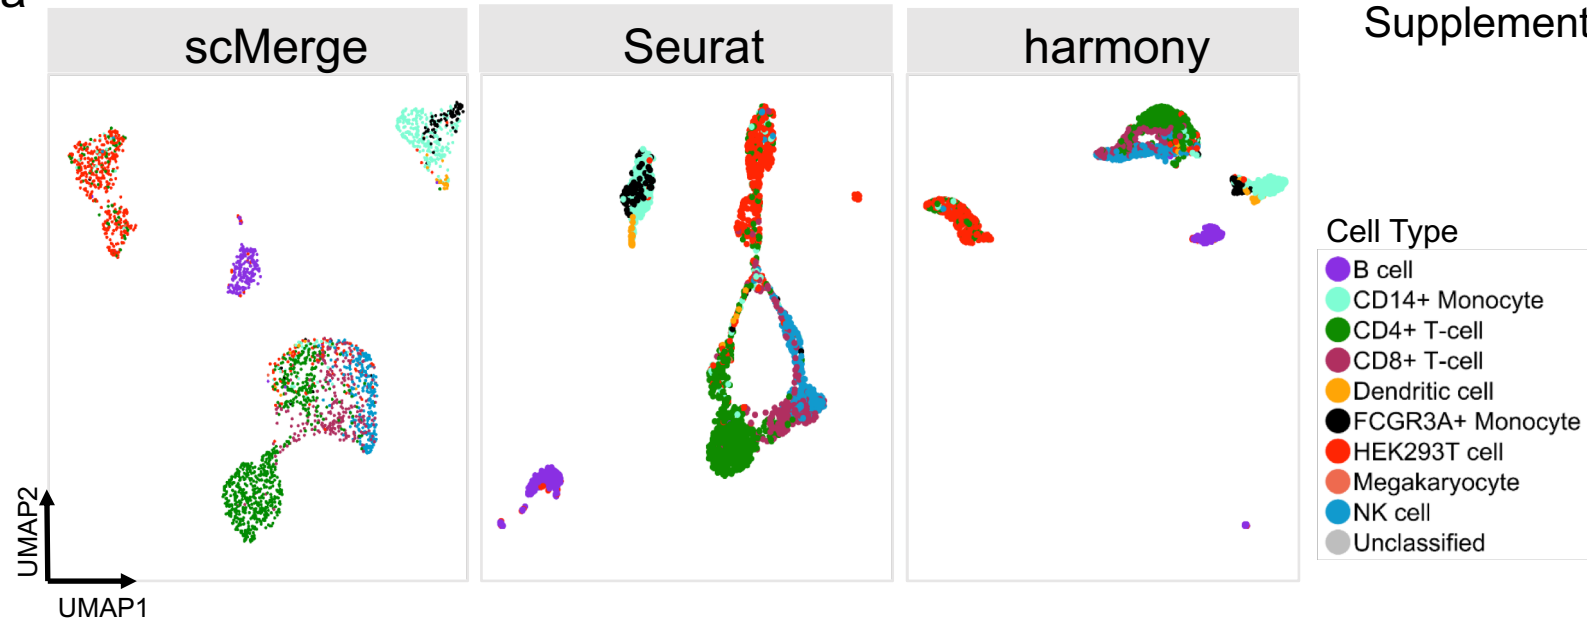 a
scMerge
Seurat
harmony
Supplement
Cell Type
B cell
CD14+ Monocyte
CD4+ T-cell
CD8+ T-cell
Dendritic cell
FCGR3A+ Monocyte
HEK293T cell
Megakaryocyte
NK cell
Unclassified
UMAP2
UMAP1